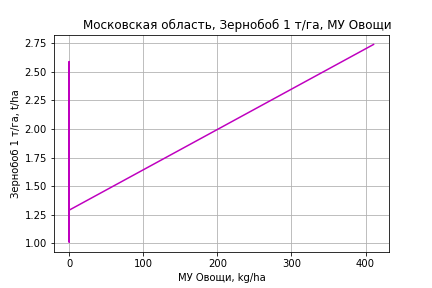 Московская область, Зернобоб 1 т/га, МУ Овощи
Зернобоб 1 т/га, t/ha
2.75
2.50
2.25
2.00
1.75
1.50
1.25
1.00
0 100 200 300 400
МУ Овощи, kg/ha